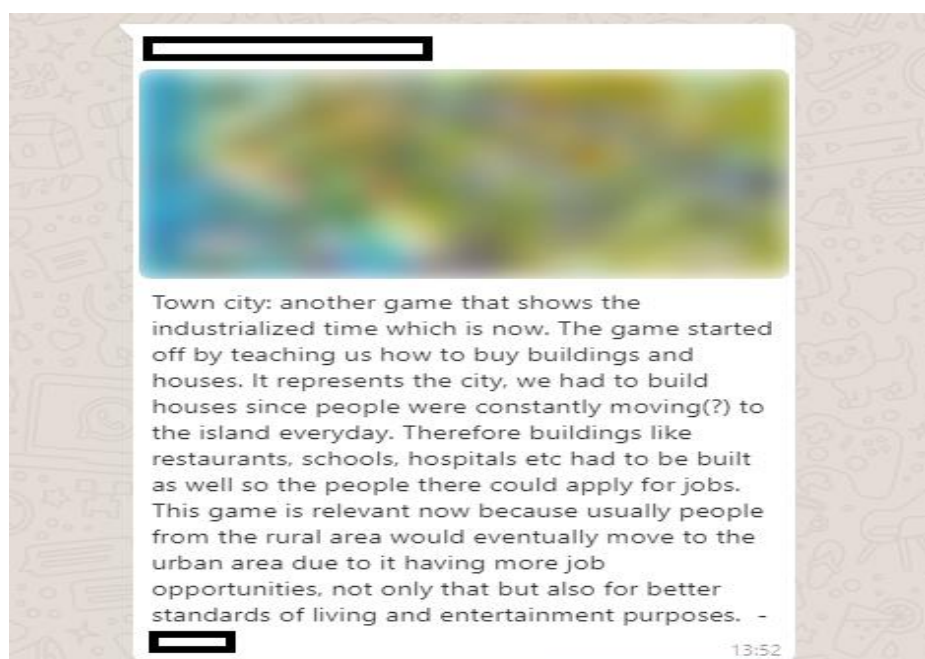 Town city: another game that shows the
industrialized time which is now. The game started
off by teaching us how to buy buildings and
houses. It represents the city, we had to build
houses since people were constantly moving(?) to
the island everyday. Therefore buildings like
restaurants, schools, hospitals etc had to be built
as well so the people there could apply for jobs.
This game is relevant now because usually people
from the rural area would eventually move to the
urban area due to it having more job
opportunities, not only that but also for better
standards of living and entertainment purposes. -
13:52